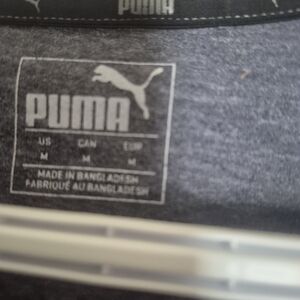 PUMA
PUMA
US CAN EUR
M M M
MADE IN BANGLADESH
FABRIQUÉ AU BANGLADESH